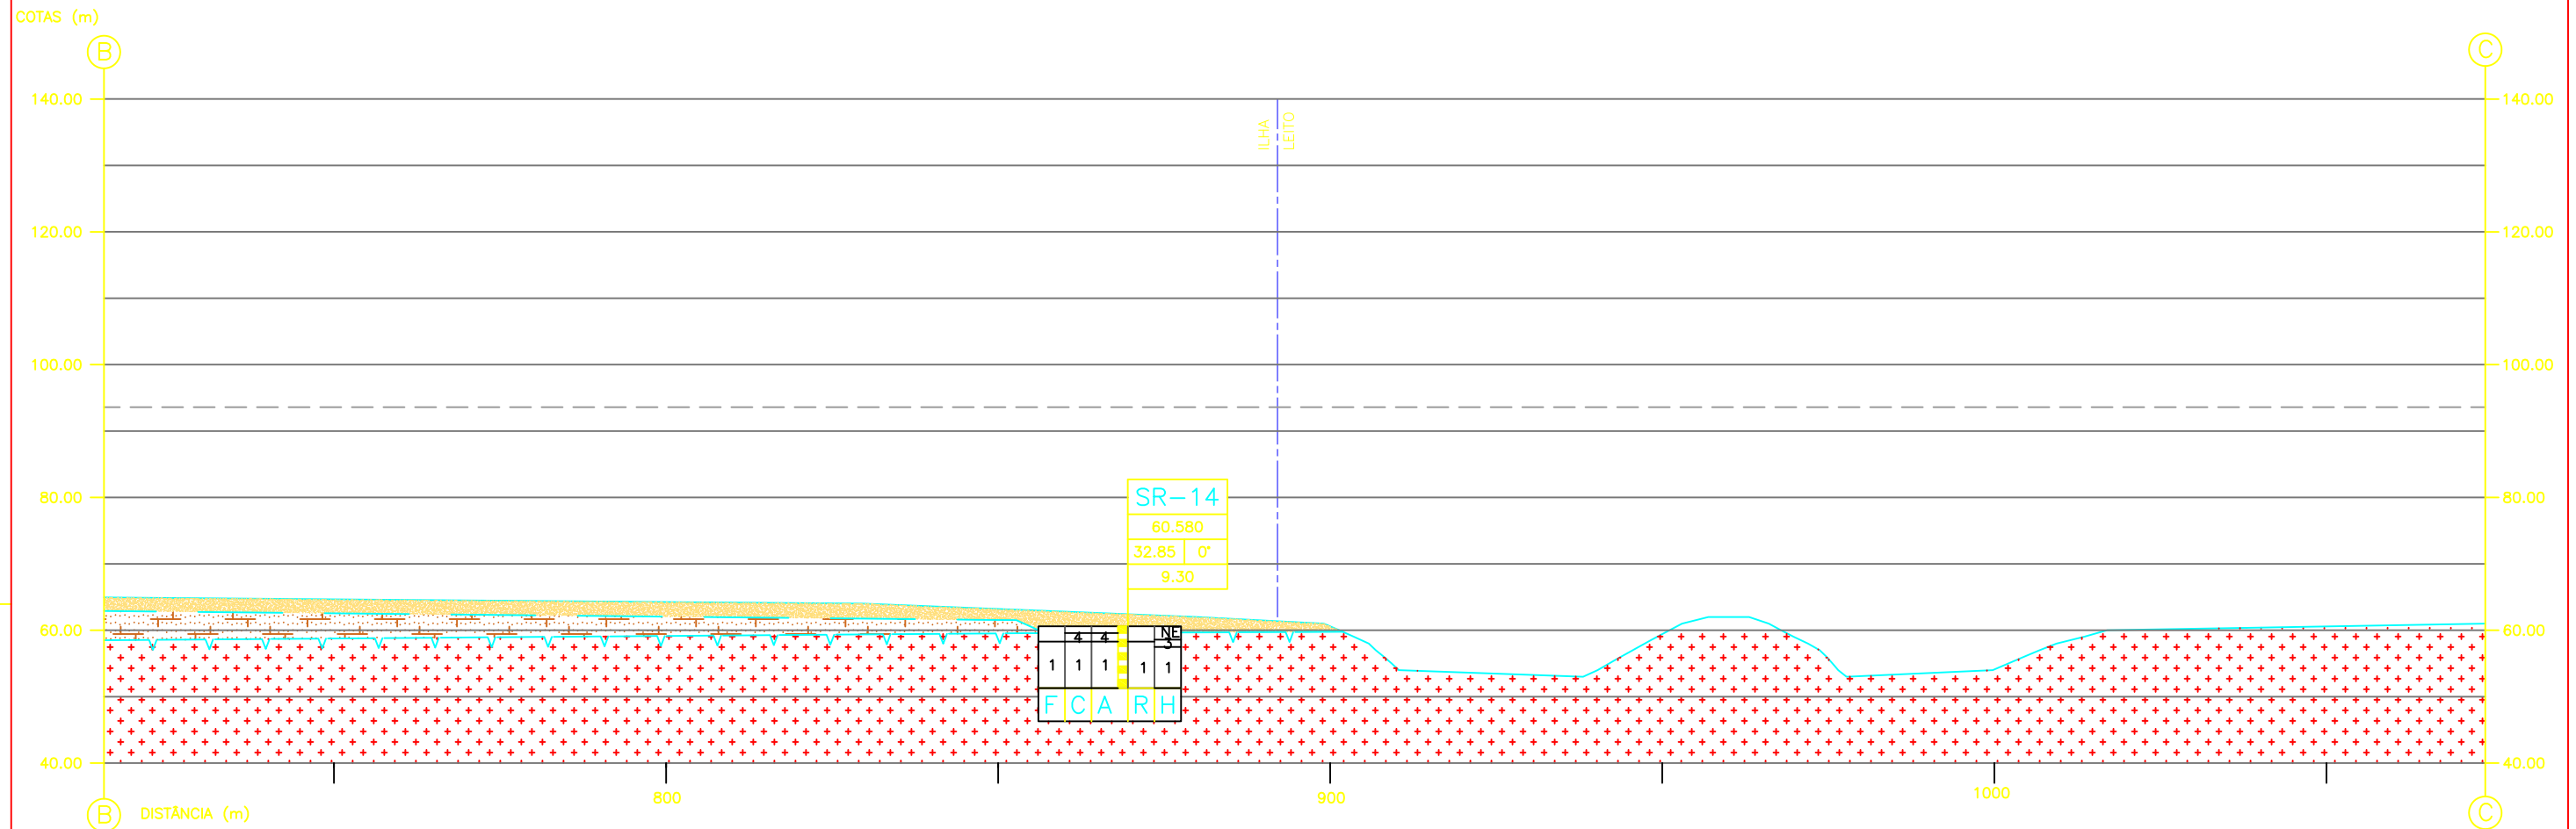 COTAS (m)
B C
140.00 140.00
ILHA
LEITO
120.00 120.00
100.00 100.00
80.00 80.00
SR-14
60.580
32.85 0°
9.30
60.00 60.00
4 4 NE
3
1 1 1 1 1
F C A R H
40.00 40.00
800 900 1000
B DISTÂNCIA (m) C